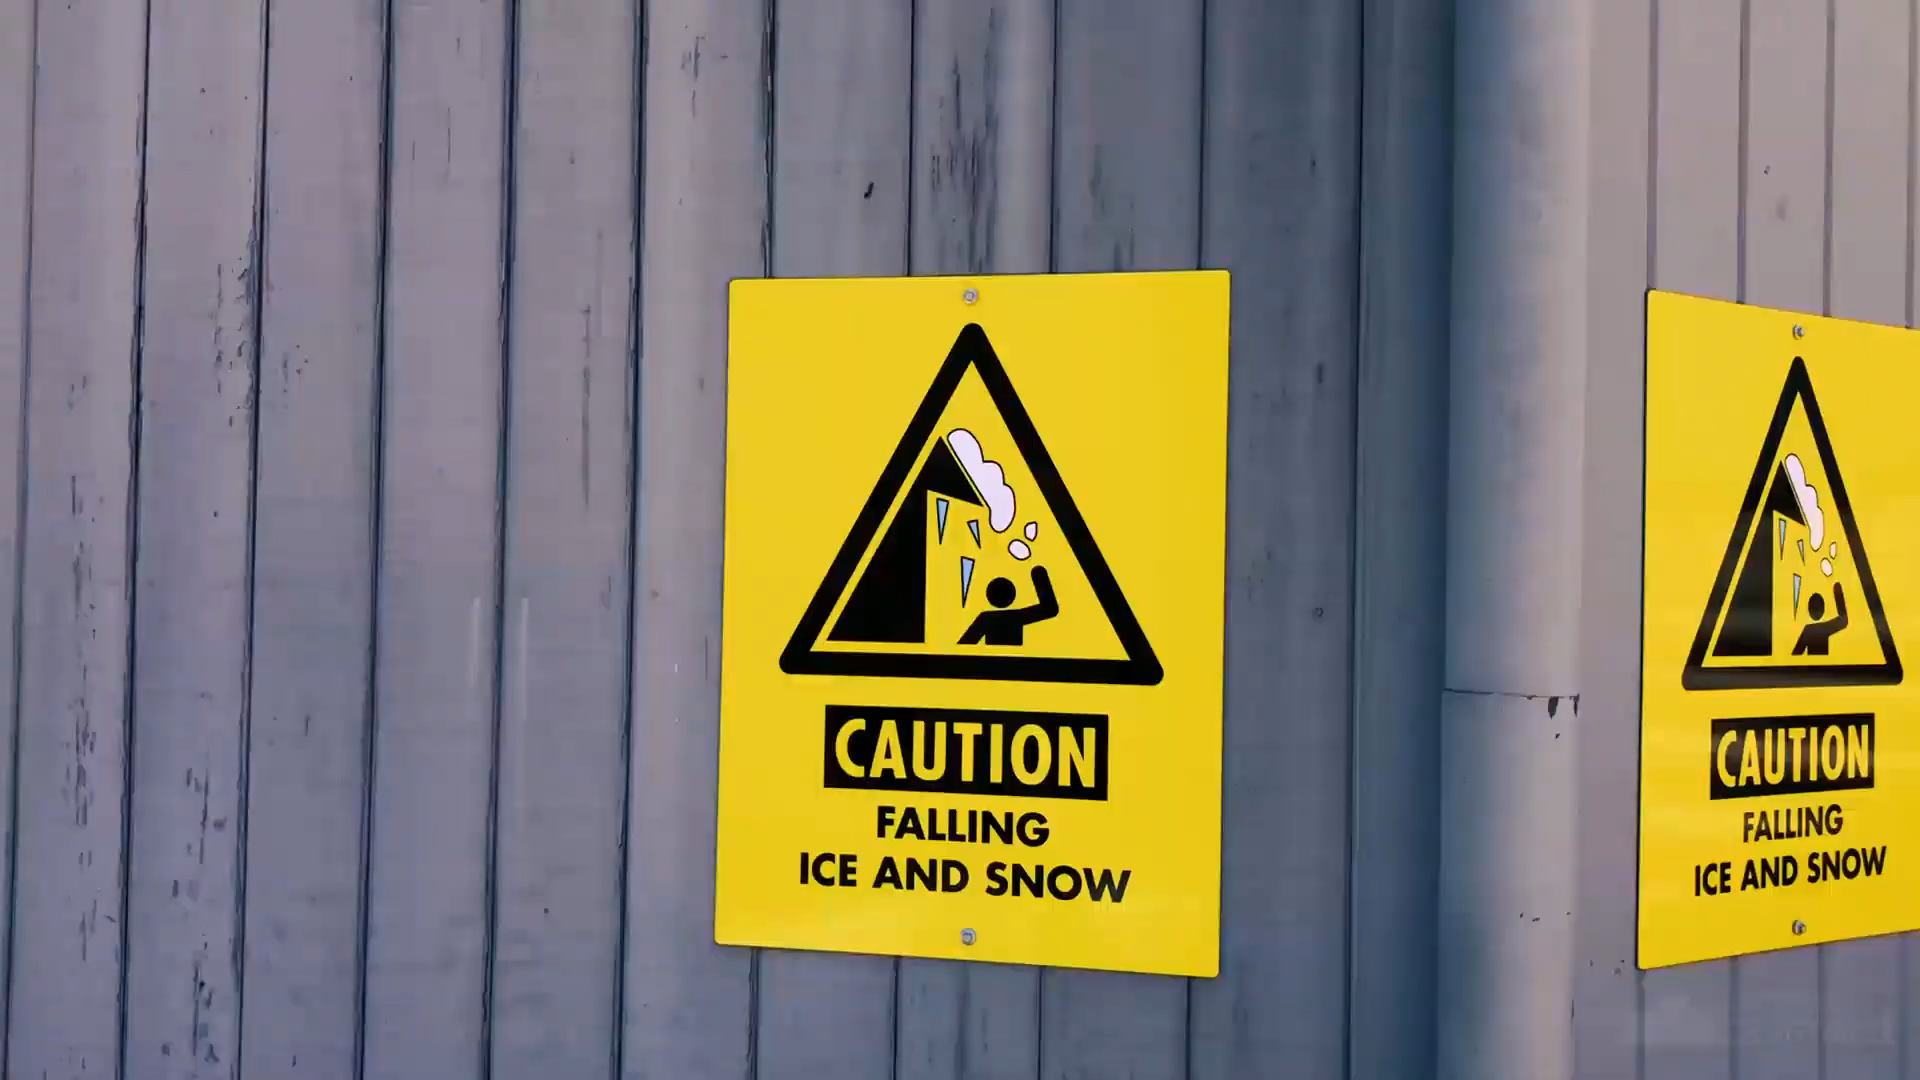 CAUTION
FALLING
ICE AND SNOW
CAUTION
FALLING
ICE AND SNOW